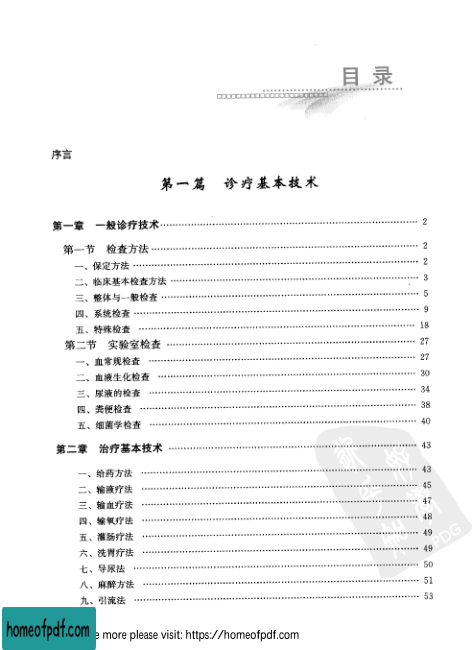 目录
序言
第一篇 诊疗基本技术
第一章 一般诊疗技术 2
第一节 检查方法 2
一、保定方法 2
二、临床基本检查方法 3
三、整体与一般检查 5
四、系统检查 9
五、特殊检查 18
第二节 实验室检查 27
一、血常规检查 27
二、血液生化检查 30
三、尿液的检查 34
四、粪便检查 38
五、细菌学检查 40
第二章 治疗基本技术 43
一、给药方法 43
二、输液疗法 45
三、输血疗法 47
四、输氧疗法 48
五、灌肠疗法 49
六、洗胃疗法 49
七、导尿法 50
八、麻醉方法 51
九、引流法 53
PDG
homeofpdf.com
e more please visit: https://homeofpdf.com